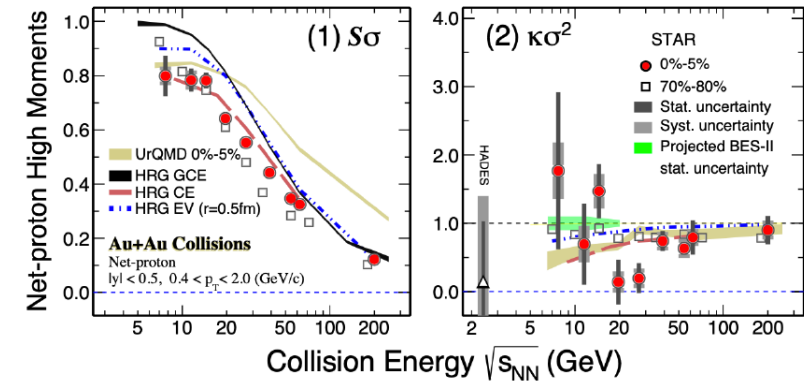 Net-proton High Moments
1.0
0.8
0.6
0.4
0.2
0.0
(1) Sσ
UrQMD 0%-5%
HRG GCE
HRG CE
HRG EV (r=0.5fm)
Au+Au Collisions
Net-proton
|y| < 0.5, 0.4 < p_T < 2.0 (GeV/c)
5 10 20 50 100 200
4.0
3.0
2.0
1.0
0.0
(2) κσ²
STAR
0%-5%
70%-80%
Stat. uncertainty
Syst. uncertainty
Projected BES-II
stat. uncertainty
HADES
5 10 20 50 100 200
Collision Energy √s_NN (GeV)